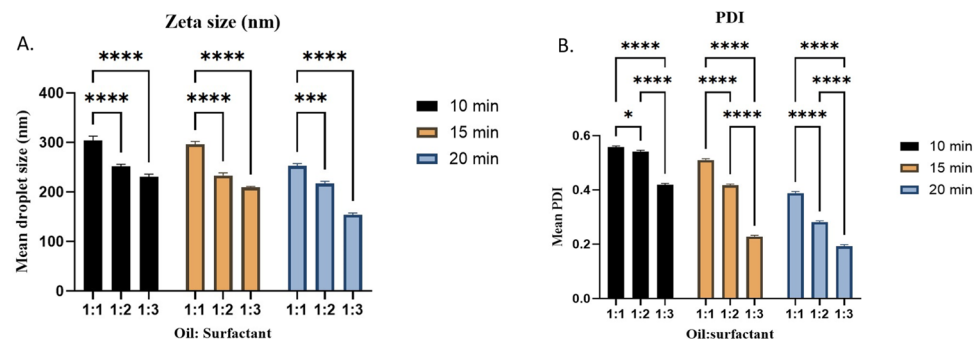 Zeta size (nm)
A.
**** **** ****
**** **** ***
Mean droplet size (nm)
400
300
200
100
0
1:1 1:2 1:3 1:1 1:2 1:3 1:1 1:2 1:3
Oil: Surfactant
10 min
15 min
20 min
PDI
B.
**** **** ****
**** **** ****
* **** ****
Mean PDI
0.6
0.4
0.2
0.0
1:1 1:2 1:3 1:1 1:2 1:3 1:1 1:2 1:3
Oil:surfactant
10 min
15 min
20 min